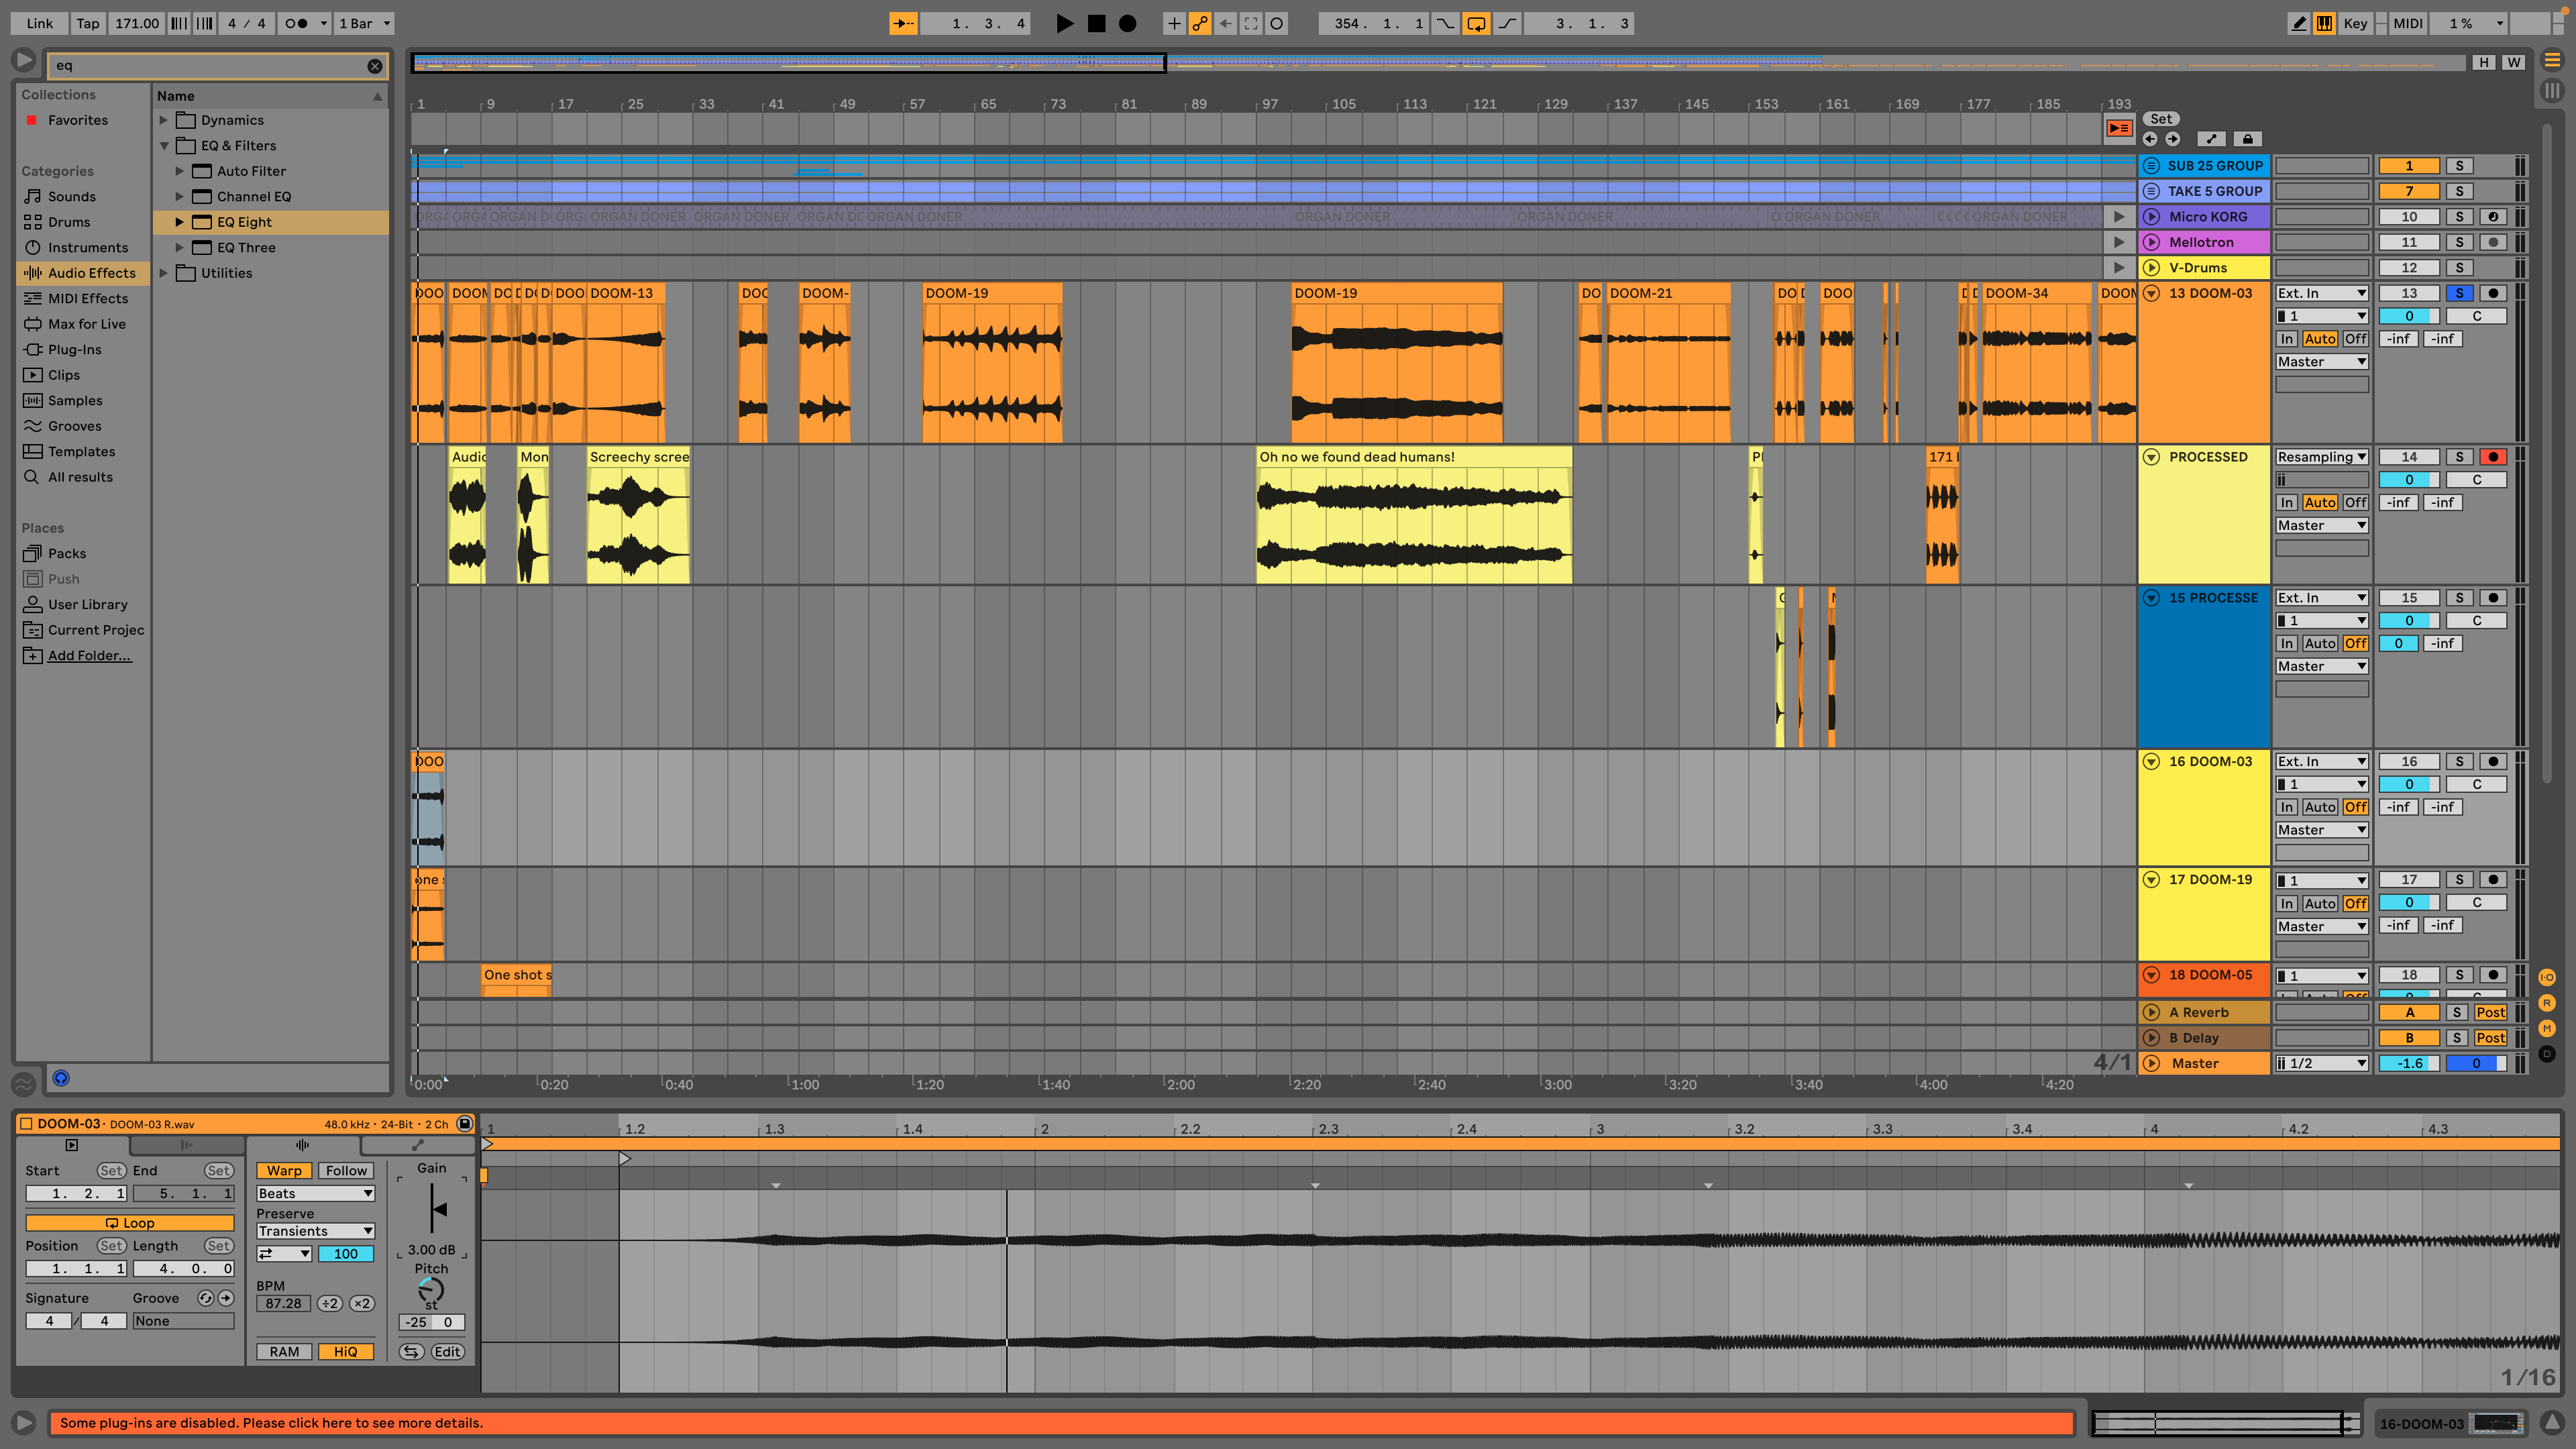 Link Tap 171.00 4 / 4 1 Bar 1. 3. 4 354. 1. 1 3. 1. 3 Key MIDI 1 %
eq
H W
Collections
Favorites
Categories
Sounds
Drums
Instruments
Audio Effects
MIDI Effects
Max for Live
Plug-Ins
Clips
Samples
Grooves
Templates
All results
Places
Packs
Push
User Library
Current Projec
Add Folder...
Name
Dynamics
EQ & Filters
Auto Filter
Channel EQ
EQ Eight
EQ Three
Utilities
1 9 17 25 33 41 49 57 65 73 81 89 97 105 113 121 129 137 145 153 161 169 177 185 193
Set
SUB 25 GROUP 1 S
TAKE 5 GROUP 7 S
ORGAN DONER ORGAN DONER ORGAN DONER ORGAN DONER ORGAN DONER ORGAN DONER ORGAN DONER
Micro KORG 10 S
Mellotron 11 S
V-Drums 12 S
DOO DOOM DO DOO DOOM-13 DOC DOOM- DOOM-19 DOOM-19 DO DOOM-21 DO DOO DOOM-34 DOOM
13 DOOM-03 Ext. In 13 S
1 0 C
In Auto Off -inf -inf
Master
Audio Mon Screechy scree Oh no we found dead humans! 171
PROCESSED Resampling 14 S
0 C
In Auto Off -inf -inf
Master
15 PROCESSE Ext. In 15 S
1 0 C
In Auto Off 0 -inf
Master
DOO
16 DOOM-03 Ext. In 16 S
1 0 C
In Auto Off -inf -inf
Master
one s
17 DOOM-19 1 17 S
In Auto Off 0 C
Master -inf -inf
One shot s
18 DOOM-05 1 18 S
A Reverb A S Post
B Delay B S Post
4/1
Master 1/2 -1.6 0
I·O
R
M
D
0:00 0:20 0:40 1:00 1:20 1:40 2:00 2:20 2:40 3:00 3:20 3:40 4:00 4:20
DOOM-03 · DOOM-03 R.wav 48.0 kHz · 24-Bit · 2 Ch
Start Set End Set
1. 2. 1 5. 1. 1
Loop
Position Set Length Set
1. 1. 1 4. 0. 0
Signature Groove
4 / 4 None
Warp Follow
Beats
Preserve
Transients
100
BPM
87.28 ÷2 ×2
RAM HiQ
Gain
3.00 dB
Pitch
st
-25 0
Edit
1 1.2 1.3 1.4 2 2.2 2.3 2.4 3 3.2 3.3 3.4 4 4.2 4.3
1/16
Some plug-ins are disabled. Please click here to see more details.
16-DOOM-03